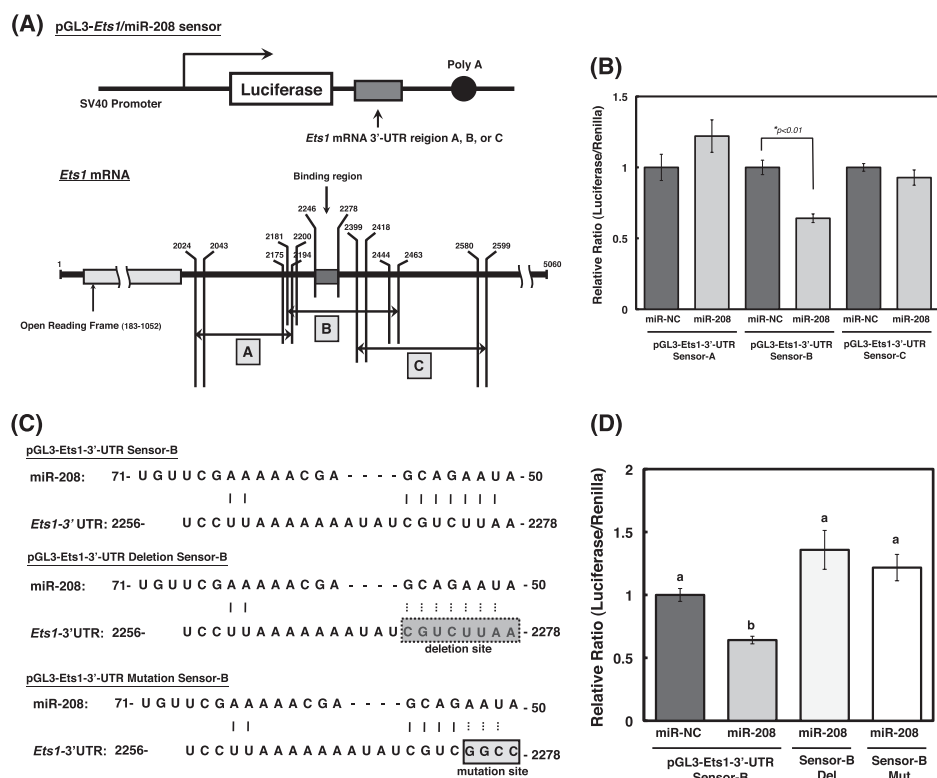 (A) pGL3-Ets1/miR-208 sensor
Poly A
Luciferase
SV40 Promoter
Ets1 mRNA 3'-UTR reigion A, B, or C
Ets1 mRNA
Binding region
2246 2278
2181 2200 2399 2418
2024 2043 2175 2194 2444 2463 2580 2599
1 5060
Open Reading Frame (183-1052)
A
B
C
(B)
Relative Ratio (Luciferase/Renilla)
1.5
1
0.5
0
*p<0.01
miR-NC miR-208 miR-NC miR-208 miR-NC miR-208
pGL3-Ets1-3'-UTR pGL3-Ets1-3'-UTR pGL3-Ets1-3'-UTR
Sensor-A Sensor-B Sensor-C
(C)
pGL3-Ets1-3'-UTR Sensor-B
miR-208: 71- U G U U C G A A A A A C G A - - - - G C A G A A U A - 50
Ets1-3' UTR: 2256- U C C U U A A A A A A A U A U C G U C U U A A - 2278
pGL3-Ets1-3'-UTR Deletion Sensor-B
miR-208: 71- U G U U C G A A A A A C G A - - - - G C A G A A U A - 50
Ets1-3'UTR: 2256- U C C U U A A A A A A A U A U C G U C U U A A - 2278
deletion site
pGL3-Ets1-3'-UTR Mutation Sensor-B
miR-208: 71- U G U U C G A A A A A C G A - - - - G C A G A A U A - 50
Ets1-3'UTR: 2256- U C C U U A A A A A A A U A U C G U C G G C C - 2278
mutation site
(D)
Relative Ratio (Luciferase/Renilla)
2
1.5
1
0.5
0
a
b
a
a
miR-NC miR-208 miR-208 miR-208
pGL3-Ets1-3'-UTR Sensor-B Sensor-B
Sensor-B Del Mut